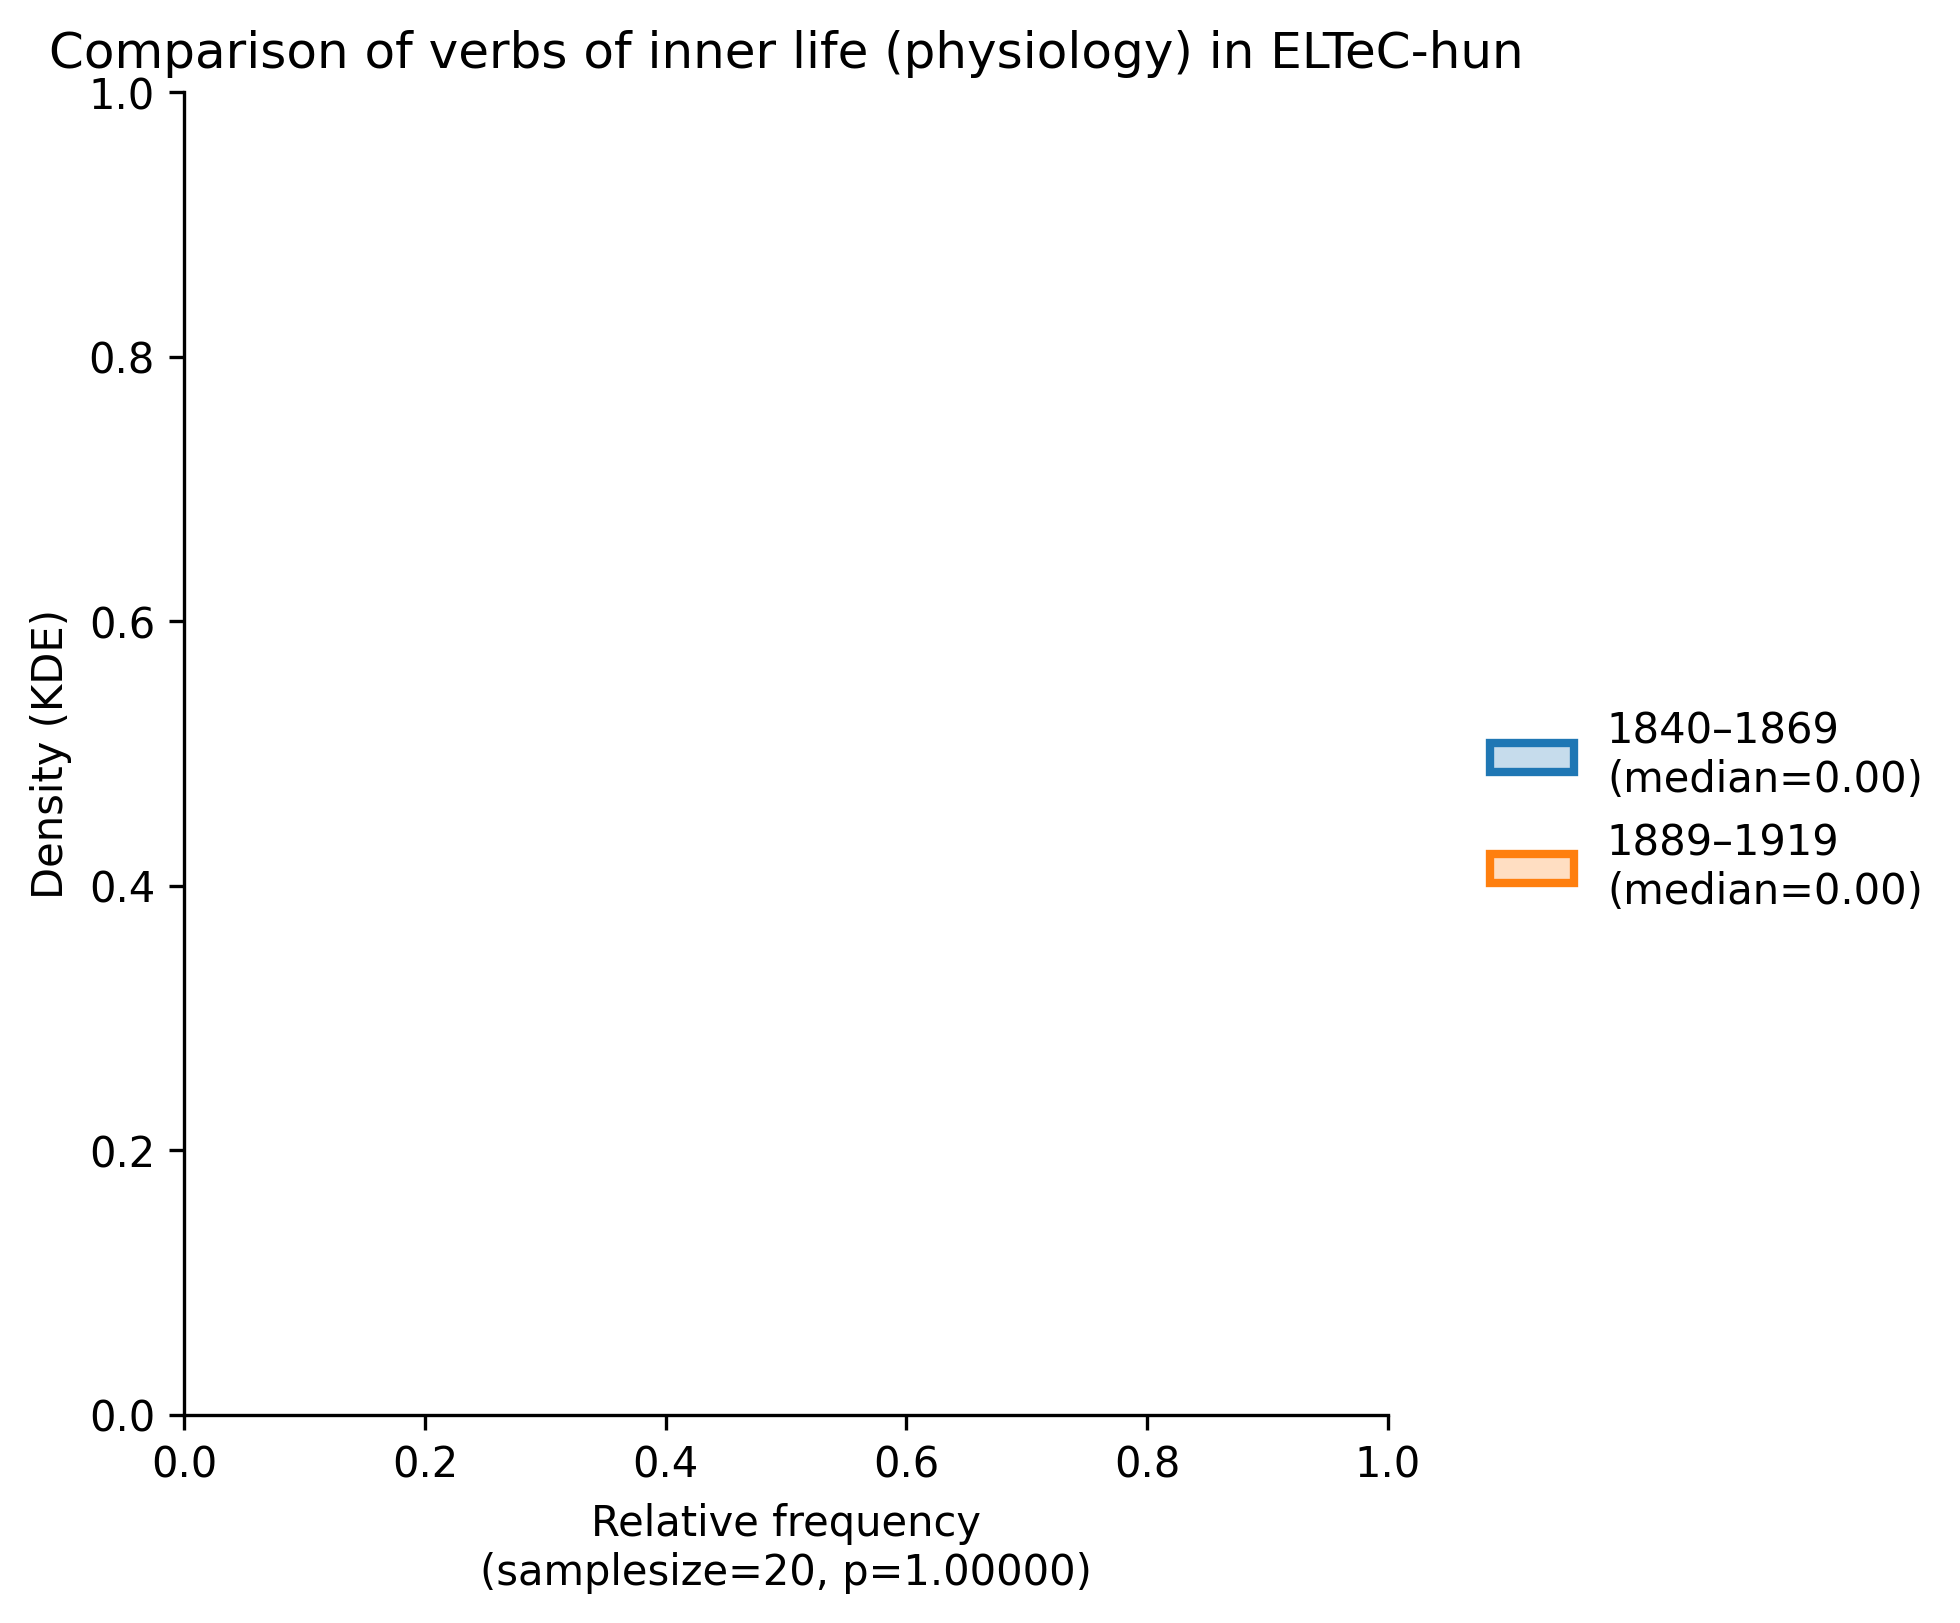 Comparison of verbs of inner life (physiology) in ELTeC-hun
1.0
0.8
0.6
0.4
0.2
0.0
Density (KDE)
0.0 0.2 0.4 0.6 0.8 1.0
Relative frequency
(samplesize=20, p=1.00000)
1840–1869
(median=0.00)
1889–1919
(median=0.00)